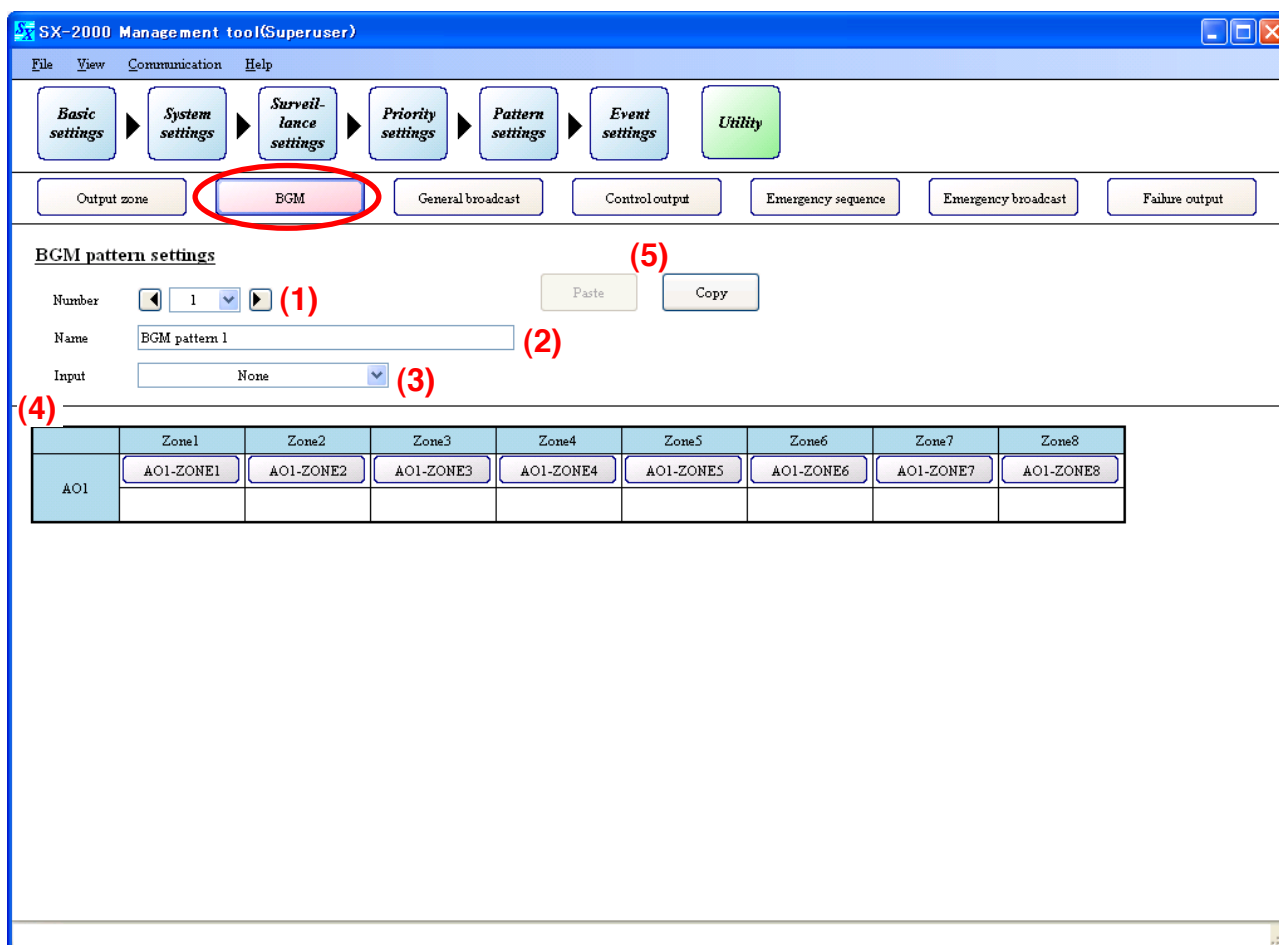 SX-2000 Management tool(Superuser)
File View Communication Help
Basic settings
System settings
Surveil-lance settings
Priority settings
Pattern settings
Event settings
Utility
Output zone
BGM
General broadcast
Control output
Emergency sequence
Emergency broadcast
Failure output
BGM pattern settings
(5)
Number 1 (1) Paste Copy
Name BGM pattern 1 (2)
Input None (3)
(4)
Zone1 Zone2 Zone3 Zone4 Zone5 Zone6 Zone7 Zone8
AO1 AO1-ZONE1 AO1-ZONE2 AO1-ZONE3 AO1-ZONE4 AO1-ZONE5 AO1-ZONE6 AO1-ZONE7 AO1-ZONE8